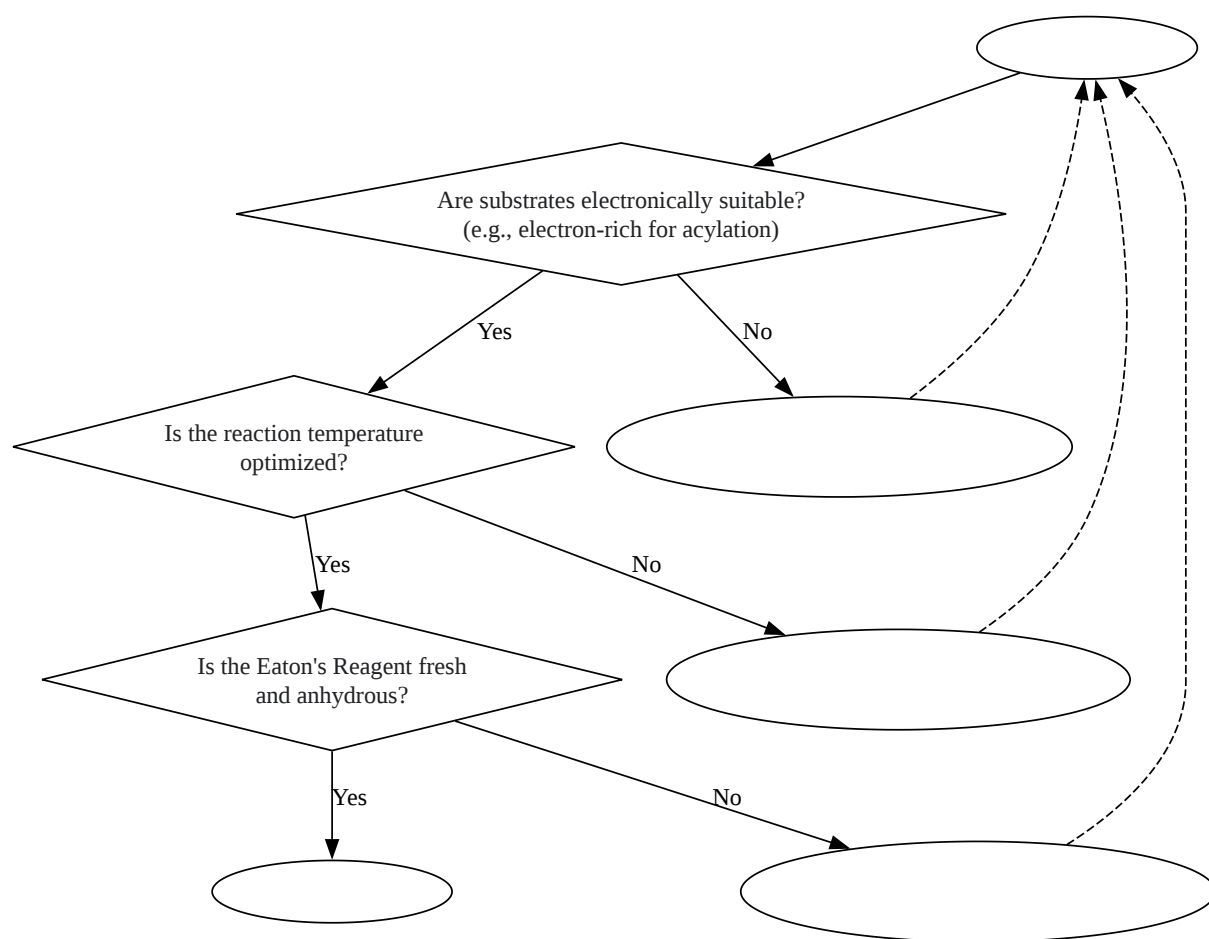 Are substrates electronically suitable?
(e.g., electron-rich for acylation)
Yes
No
Is the reaction temperature
optimized?
Yes
No
Is the Eaton's Reagent fresh
and anhydrous?
Yes
No